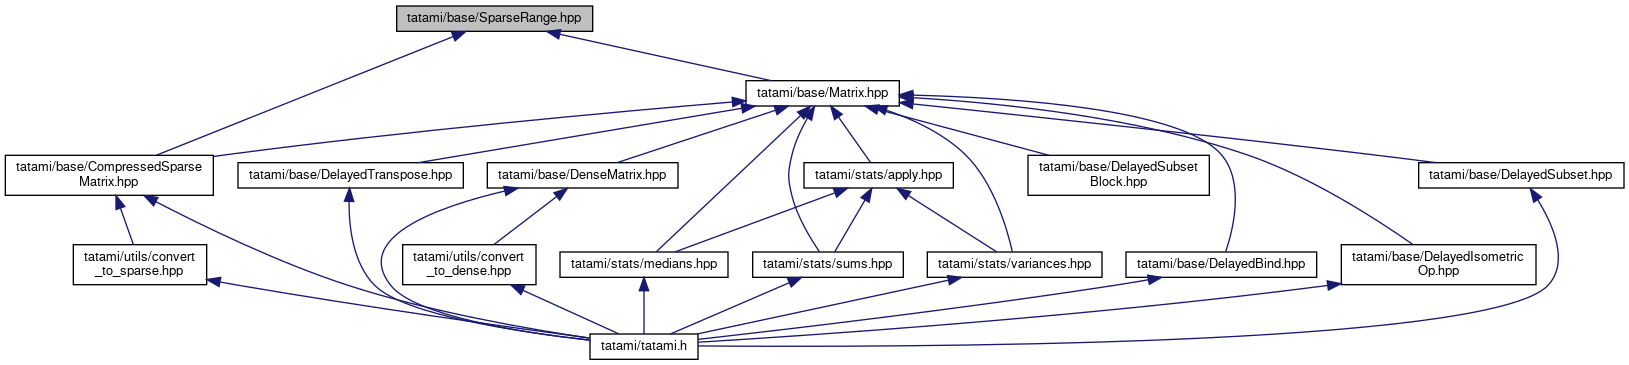 tatami/base/SparseRange.hpp
tatami/base/Matrix.hpp
tatami/base/CompressedSparse
Matrix.hpp
tatami/base/DelayedTranspose.hpp
tatami/base/DenseMatrix.hpp
tatami/stats/apply.hpp
tatami/base/DelayedSubset
Block.hpp
tatami/base/DelayedSubset.hpp
tatami/utils/convert
_to_sparse.hpp
tatami/utils/convert
_to_dense.hpp
tatami/stats/medians.hpp
tatami/stats/sums.hpp
tatami/stats/variances.hpp
tatami/base/DelayedBind.hpp
tatami/base/DelayedIsometric
Op.hpp
tatami/tatami.h